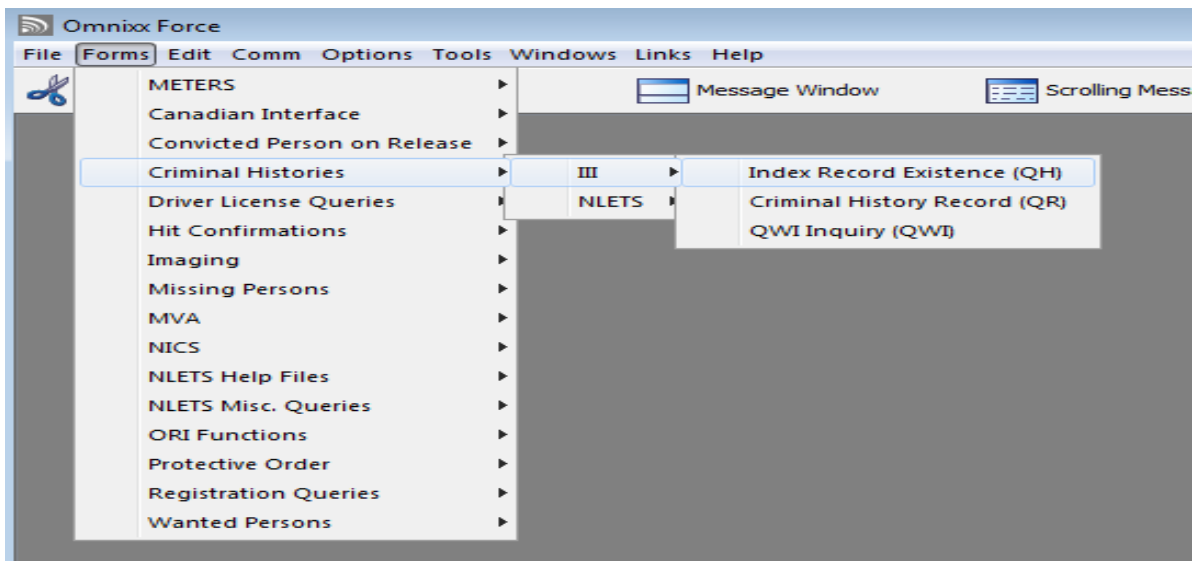 Omnixx Force
File Forms Edit Comm Options Tools Windows Links Help
METERS
Message Window
Scrolling Mess
Canadian Interface
Convicted Person on Release
Criminal Histories
III
Index Record Existence (QH)
Driver License Queries
NLETS
Criminal History Record (QR)
Hit Confirmations
QWI Inquiry (QWI)
Imaging
Missing Persons
MVA
NICS
NLETS Help Files
NLETS Misc. Queries
ORI Functions
Protective Order
Registration Queries
Wanted Persons